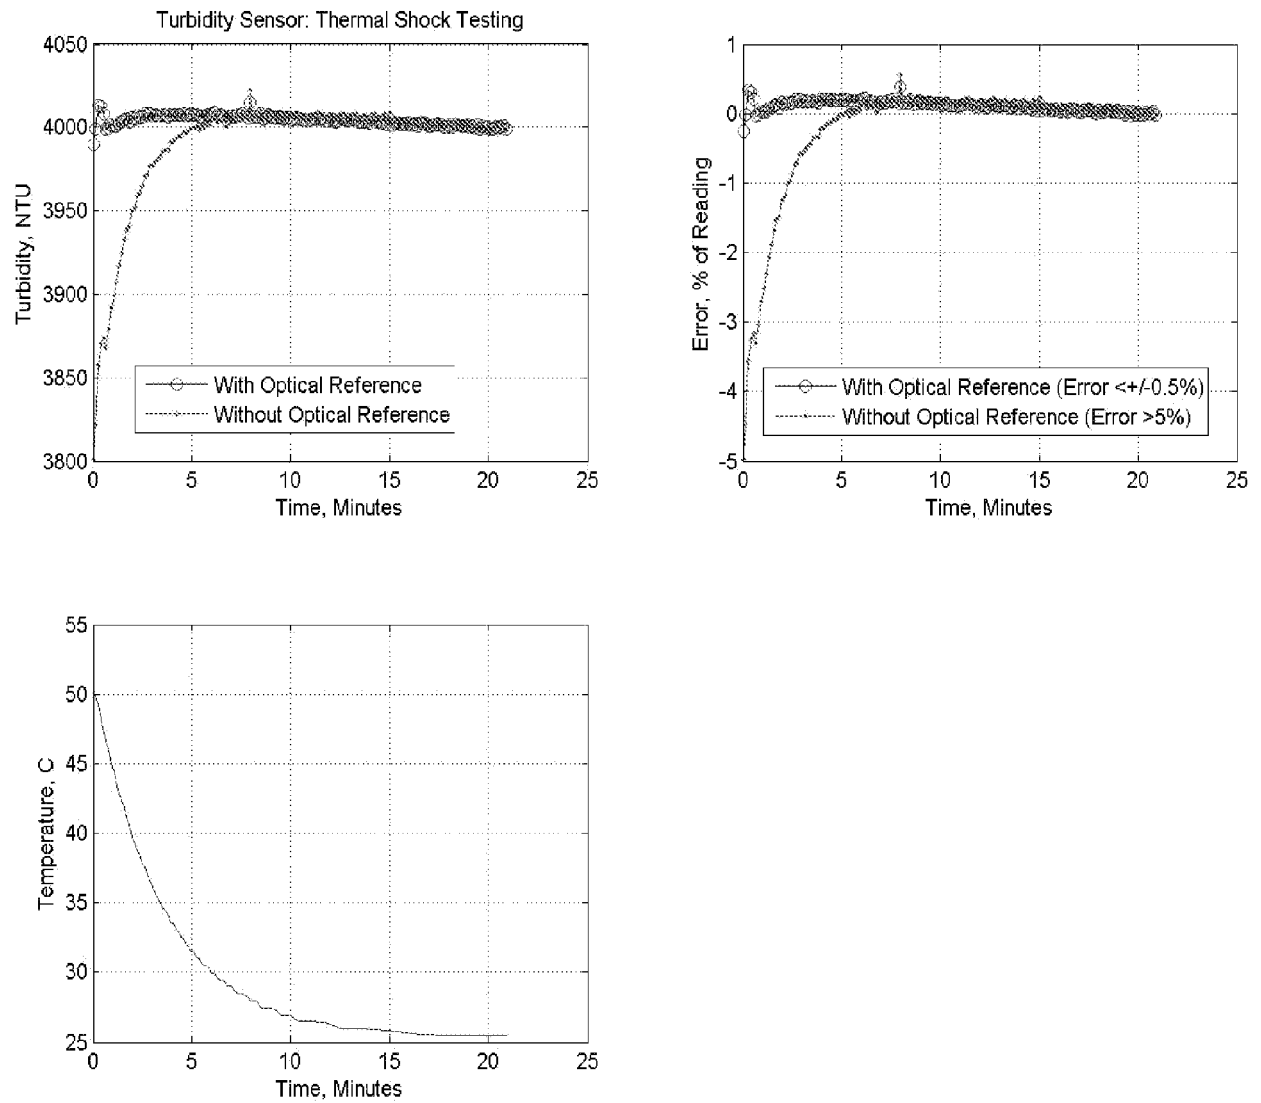 Turbidity Sensor: Thermal Shock Testing
4050
4000
3950
3900
3850
3800
Turbidity, NTU
With Optical Reference
Without Optical Reference
0 5 10 15 20 25
Time, Minutes
1
0
-1
-2
-3
-4
-5
Error, % of Reading
With Optical Reference (Error <+/-0.5%)
Without Optical Reference (Error >5%)
0 5 10 15 20 25
Time, Minutes
55
50
45
40
35
30
25
Temperature, C
0 5 10 15 20 25
Time, Minutes